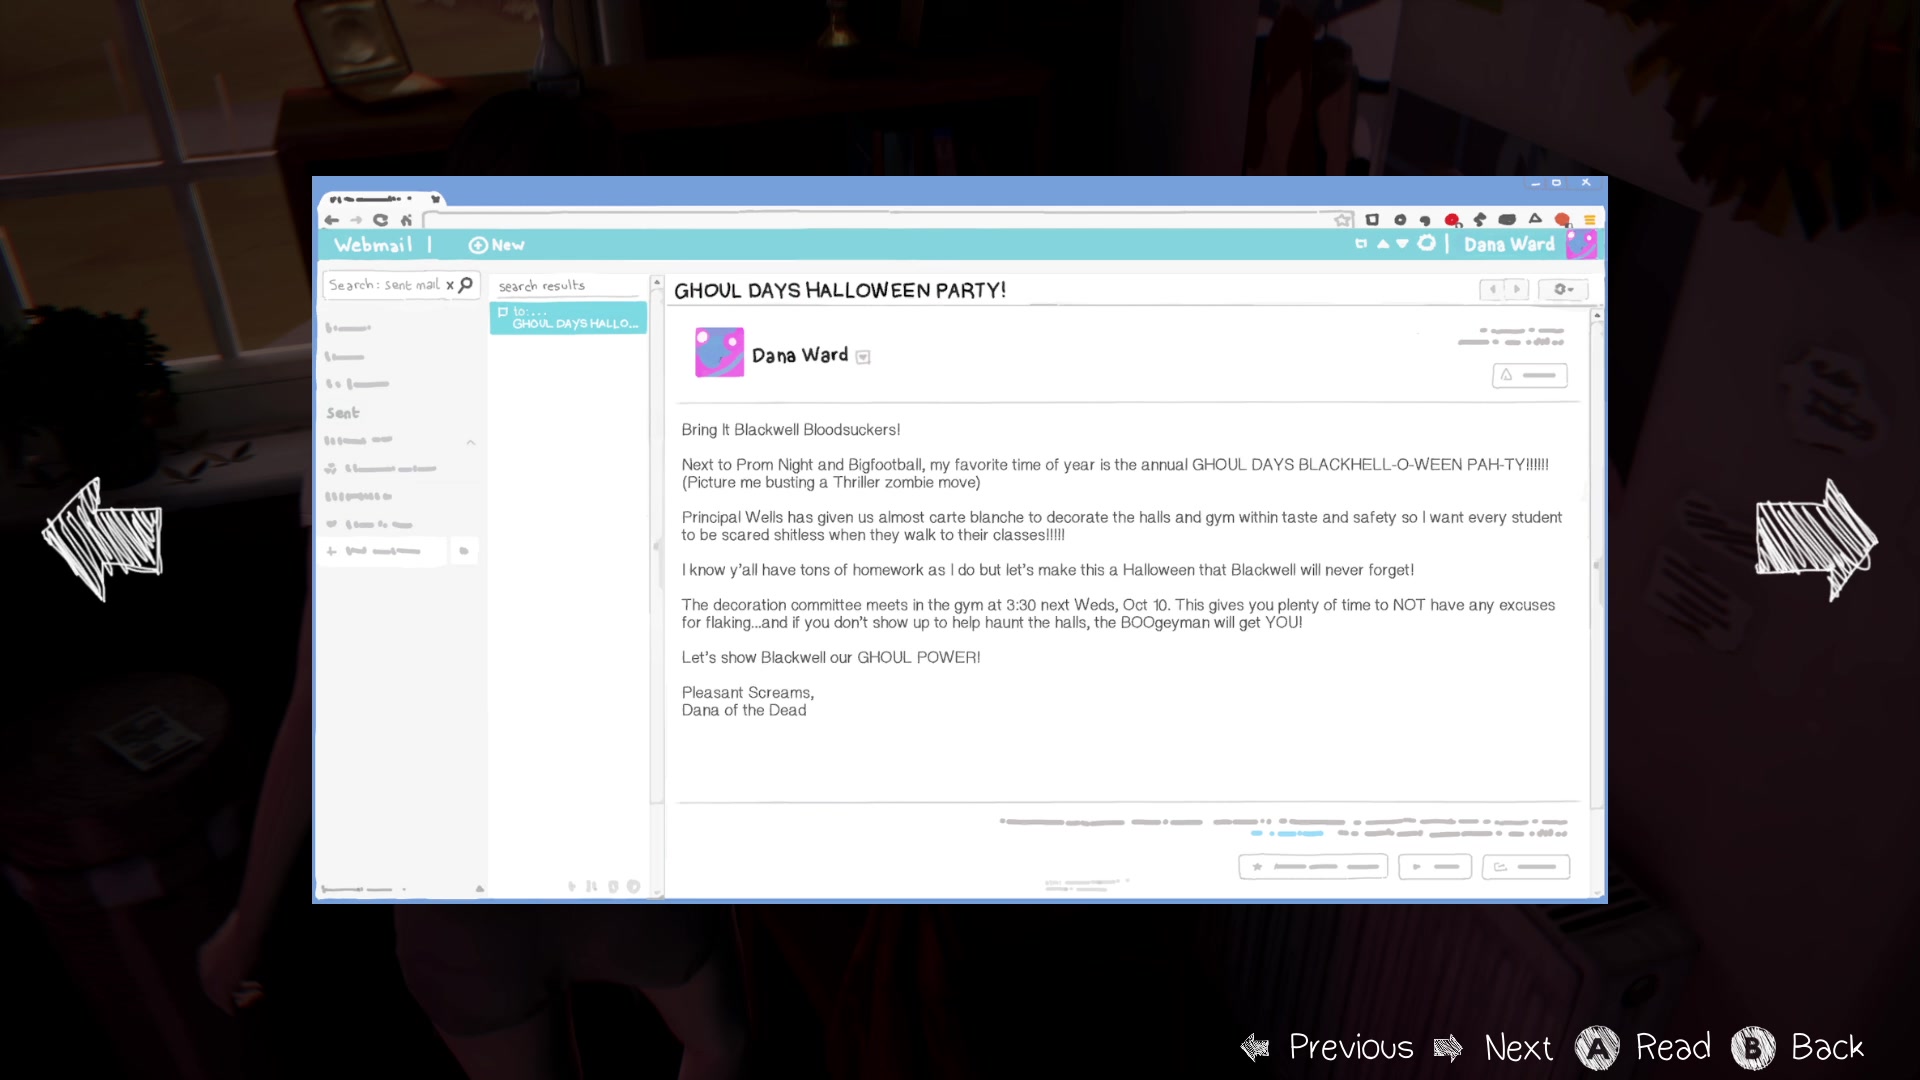 Webmail |
New
Dana Ward
Search: sent mail x
search results
GHOUL DAYS HALLOWEEN PARTY!
to:...
GHOUL DAYS HALLO...
Dana Ward
Sent
Bring It Blackwell Bloodsuckers!
Next to Prom Night and Bigfootball, my favorite time of year is the annual GHOUL DAYS BLACKHELL-O-WEEN PAH-TY!!!!!!
(Picture me busting a Thriller zombie move)
Principal Wells has given us almost carte blanche to decorate the halls and gym within taste and safety so I want every student
to be scared shitless when they walk to their classes!!!!!
I know y'all have tons of homework as I do but let's make this a Halloween that Blackwell will never forget!
The decoration committee meets in the gym at 3:30 next Weds, Oct 10. This gives you plenty of time to NOT have any excuses
for flaking...and if you don't show up to help haunt the halls, the BOOgeyman will get YOU!
Let's show Blackwell our GHOUL POWER!
Pleasant Screams,
Dana of the Dead
Previous Next A Read B Back